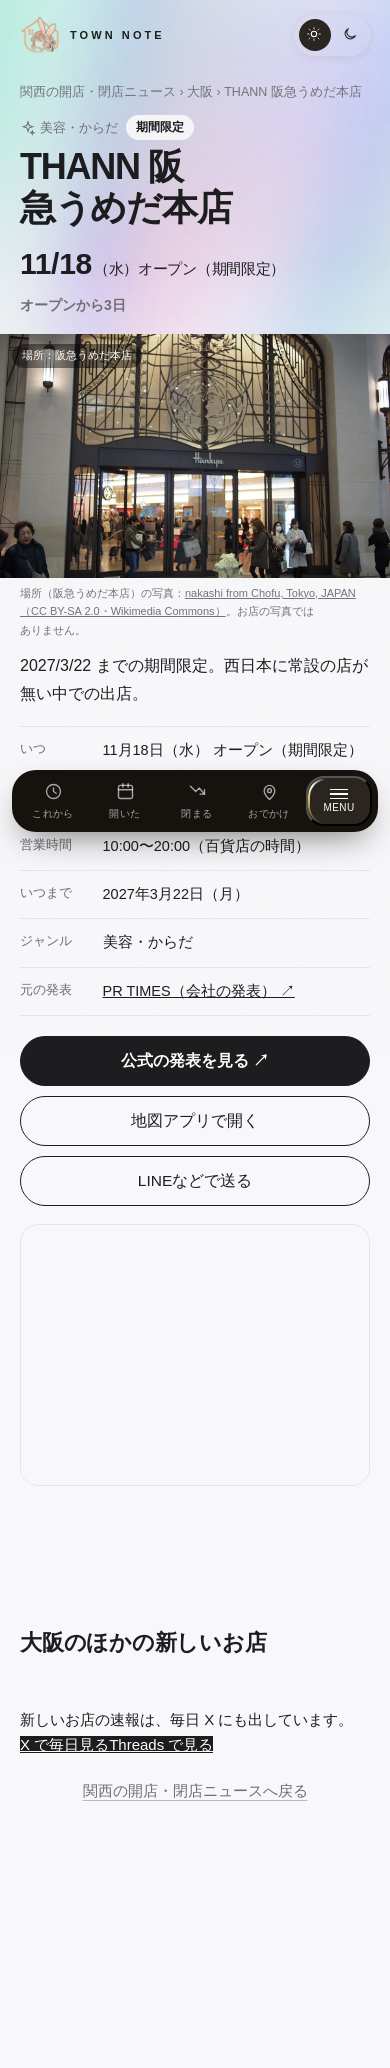 TOWN NOTE
関西の開店・閉店ニュース › 大阪 › THANN 阪急うめだ本店
美容・からだ 期間限定
THANN 阪
急うめだ本店
11/18（水）オープン（期間限定）
オープンから3日
場所：阪急うめだ本店
Hankyu
場所（阪急うめだ本店）の写真：nakashi from Chofu, Tokyo, JAPAN
（CC BY-SA 2.0・Wikimedia Commons）。お店の写真では
ありません。
2027/3/22 までの期間限定。西日本に常設の店が
無い中での出店。
いつ 11月18日（水） オープン（期間限定）
これから 開いた 閉まる おでかけ MENU
営業時間 10:00〜20:00（百貨店の時間）
いつまで 2027年3月22日（月）
ジャンル 美容・からだ
元の発表 PR TIMES（会社の発表） ↗
公式の発表を見る ↗
地図アプリで開く
LINEなどで送る
大阪のほかの新しいお店
新しいお店の速報は、毎日 X にも出しています。
X で毎日見るThreads で見る
関西の開店・閉店ニュースへ戻る